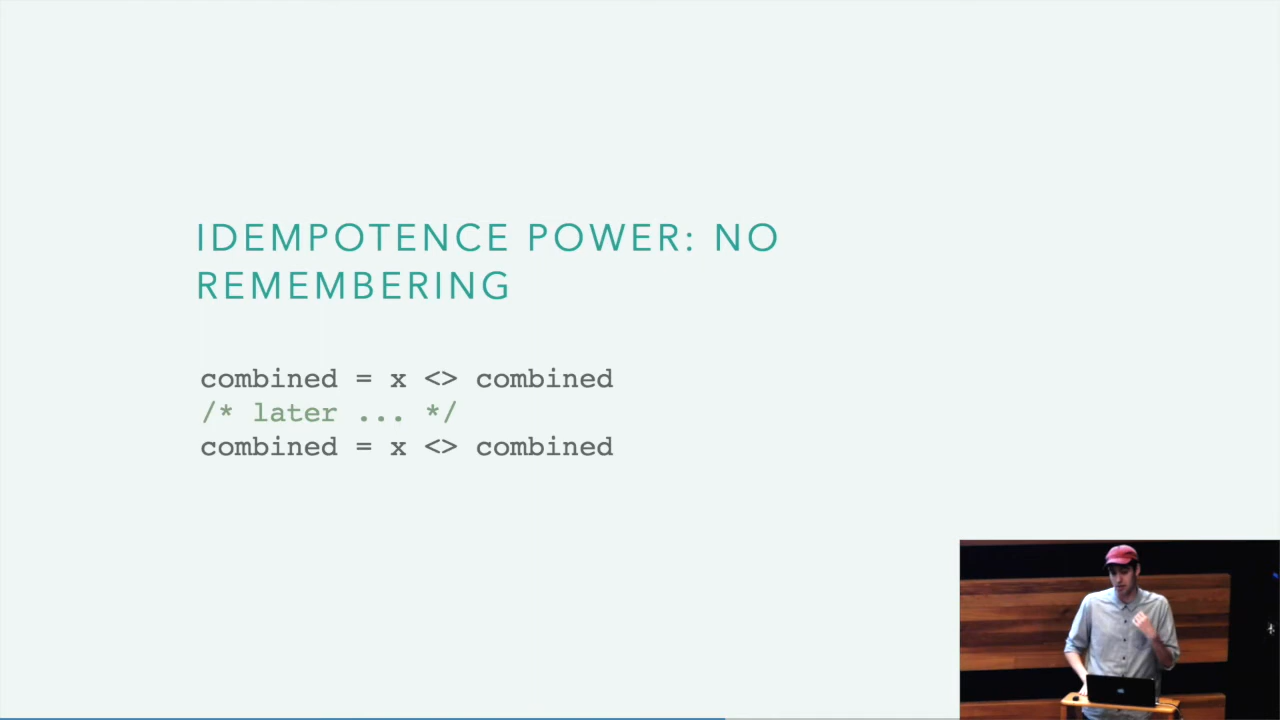 IDEMPOTENCE POWER: NO
REMEMBERING
combined = x <> combined
/* later ... */
combined = x <> combined